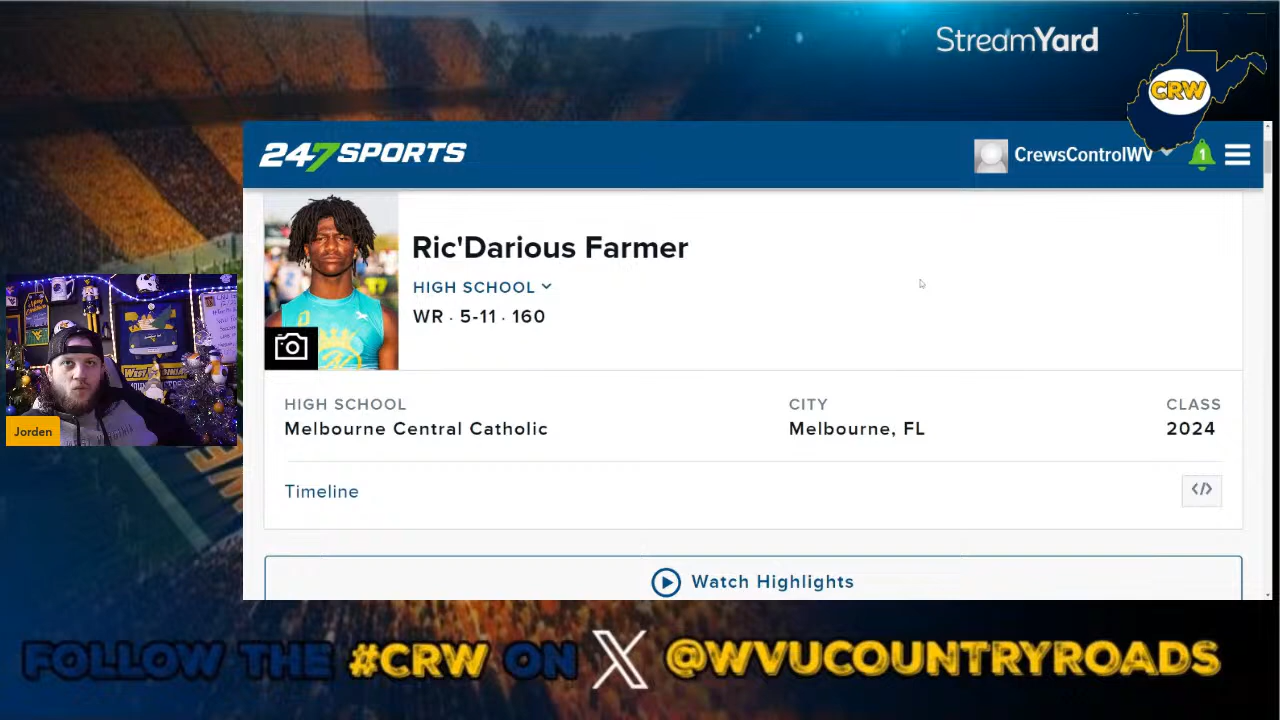 StreamYard
CRW
247SPORTS
CrewsControlWV
1
Ric'Darious Farmer
HIGH SCHOOL
WR · 5-11 · 160
HIGH SCHOOL
CITY
CLASS
Melbourne Central Catholic
Melbourne, FL
2024
Jorden
Timeline
</>
Watch Highlights
FOLLOW THE #CRW ON X @WVUCOUNTRYROADS